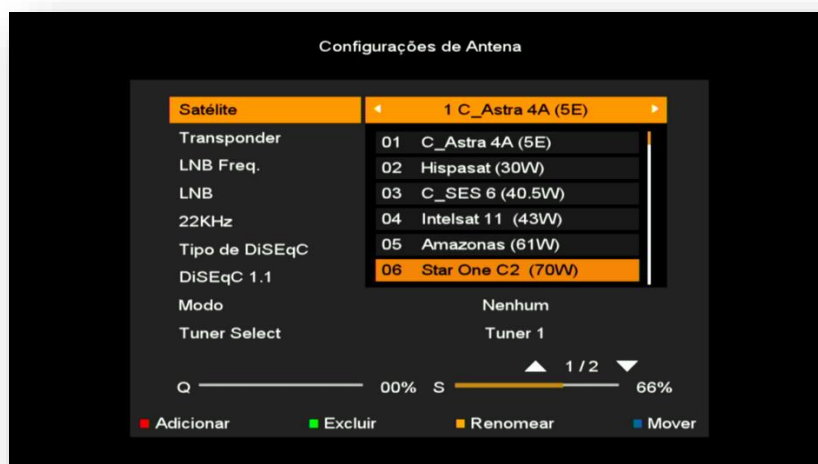 Configurações de Antena
Satélite 1 C_Astra 4A (5E)
Transponder
01 C_Astra 4A (5E)
LNB Freq.
02 Hispasat (30W)
LNB
03 C_SES 6 (40.5W)
22KHz
04 Intelsat 11 (43W)
Tipo de DiSEqC
05 Amazonas (61W)
DiSEqC 1.1
06 Star One C2 (70W)
Modo Nenhum
Tuner Select Tuner 1
1/2
Q 00% S 66%
Adicionar Excluir Renomear Mover